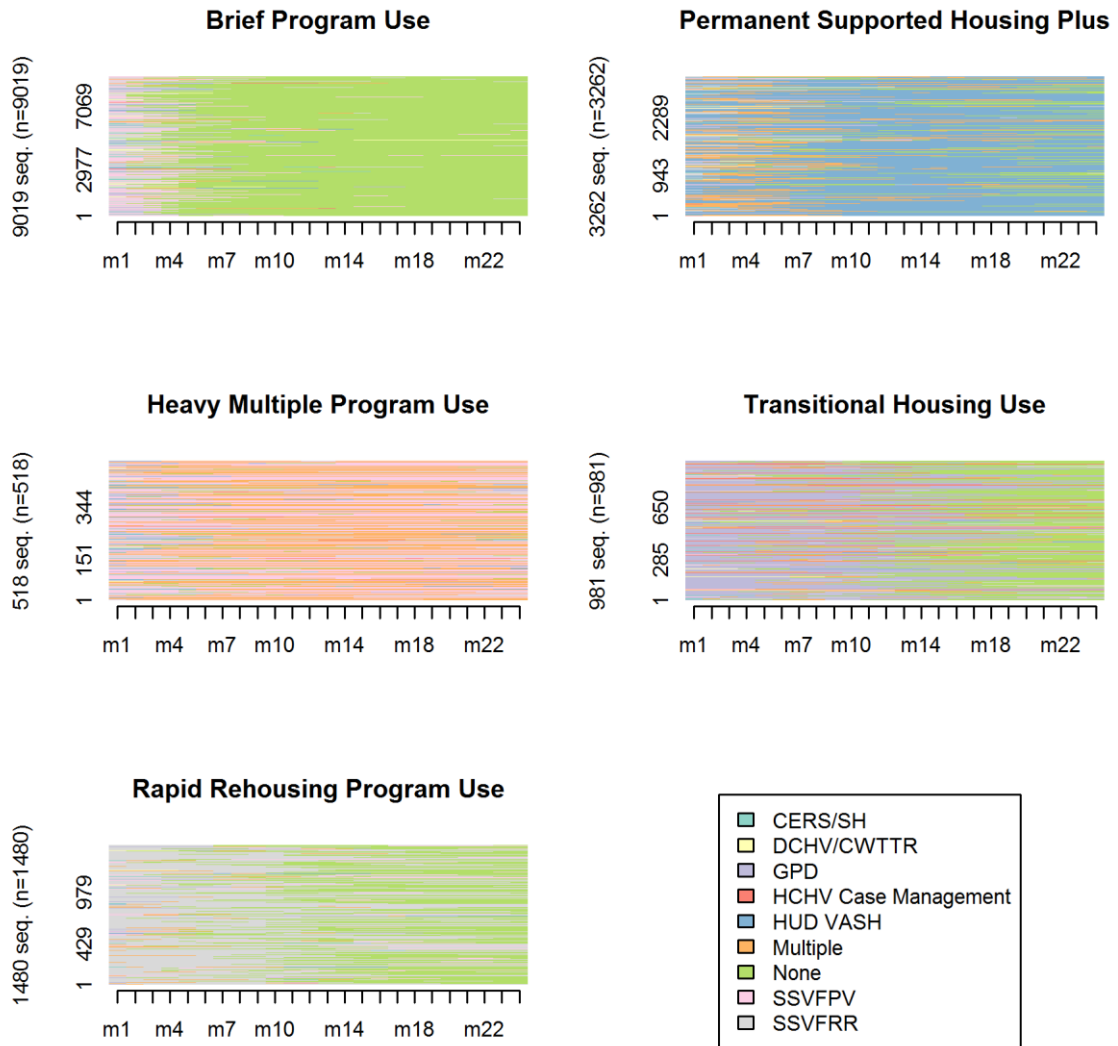 Brief Program Use
9019 seq. (n=9019)
1 2977 7069
m1 m4 m7 m10 m14 m18 m22
Permanent Supported Housing Plus
3262 seq. (n=3262)
1 943 2289
m1 m4 m7 m10 m14 m18 m22
Heavy Multiple Program Use
518 seq. (n=518)
1 151 344
m1 m4 m7 m10 m14 m18 m22
Transitional Housing Use
981 seq. (n=981)
1 285 650
m1 m4 m7 m10 m14 m18 m22
Rapid Rehousing Program Use
1480 seq. (n=1480)
1 429 979
m1 m4 m7 m10 m14 m18 m22
CERS/SH
DCHV/CWTTR
GPD
HCHV Case Management
HUD VASH
Multiple
None
SSVFPV
SSVFRR